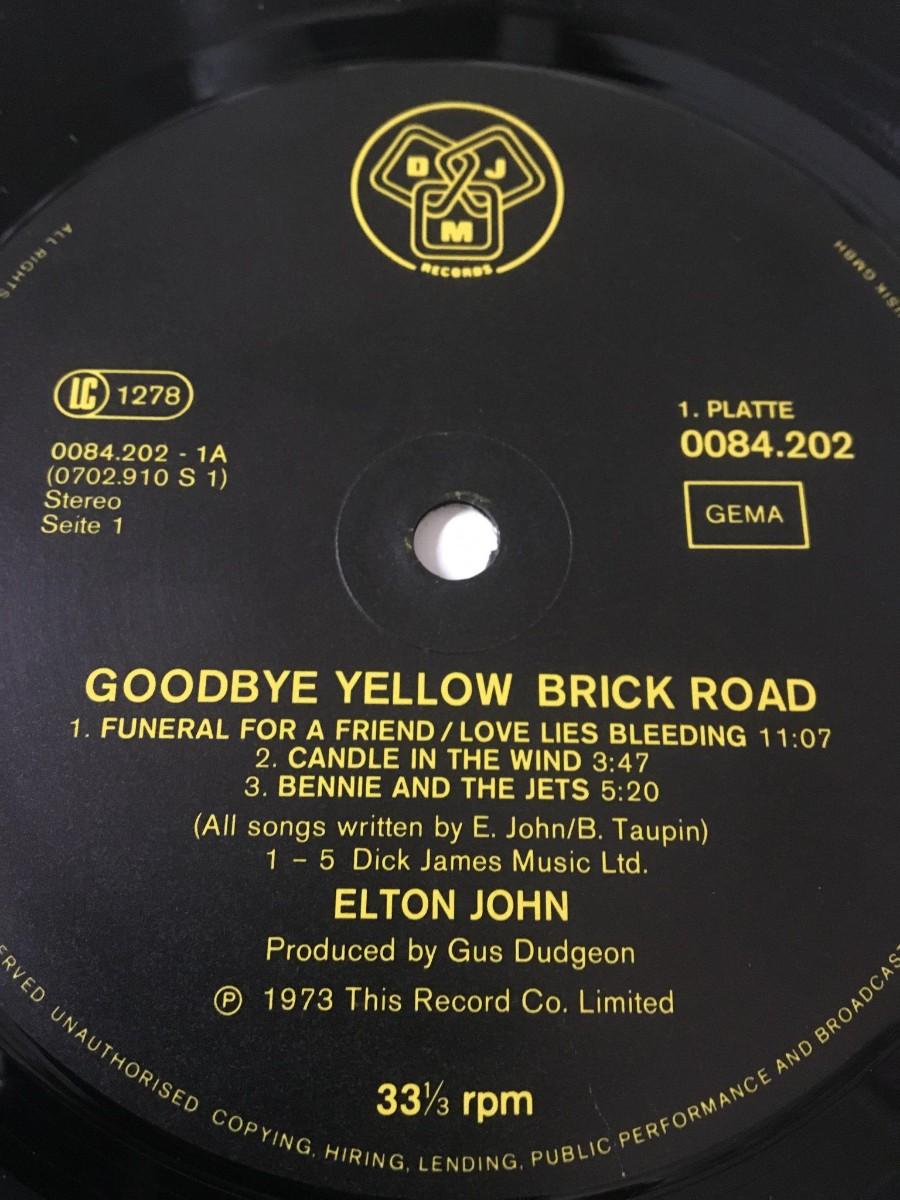 D J
M
RECORDS
ALL RIGHTS
MUSIK GMBH
LC 1278
0084.202 - 1A
(0702.910 S 1)
Stereo
Seite 1
1. PLATTE
0084.202
GEMA
GOODBYE YELLOW BRICK ROAD
1. FUNERAL FOR A FRIEND / LOVE LIES BLEEDING 11:07
2. CANDLE IN THE WIND 3:47
3. BENNIE AND THE JETS 5:20
(All songs written by E. John/B. Taupin)
1 – 5 Dick James Music Ltd.
ELTON JOHN
Produced by Gus Dudgeon
Ⓟ 1973 This Record Co. Limited
33⅓ rpm
ERVED UNAUTHORISED COPYING, HIRING, LENDING, PUBLIC PERFORMANCE AND BROADCAST